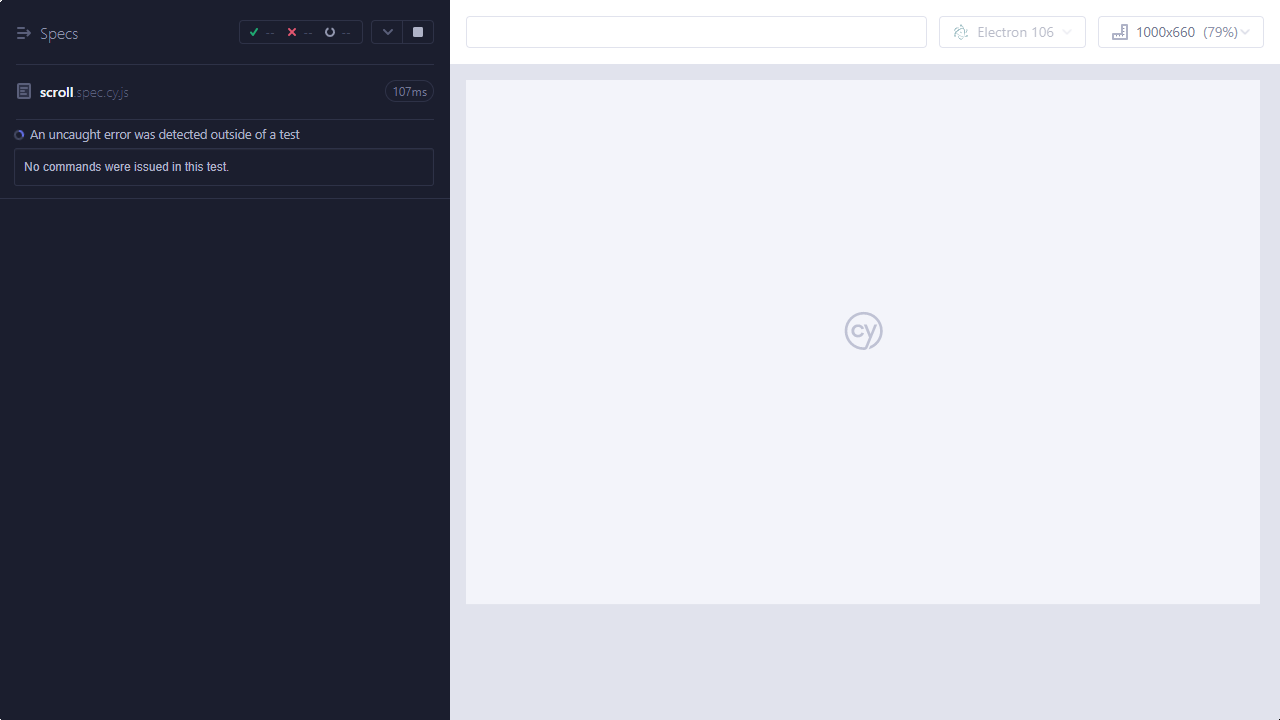 Specs
-- -- --
scroll.spec.cy.js
107ms
An uncaught error was detected outside of a test
No commands were issued in this test.
Electron 106
1000x660 (79%)
cy